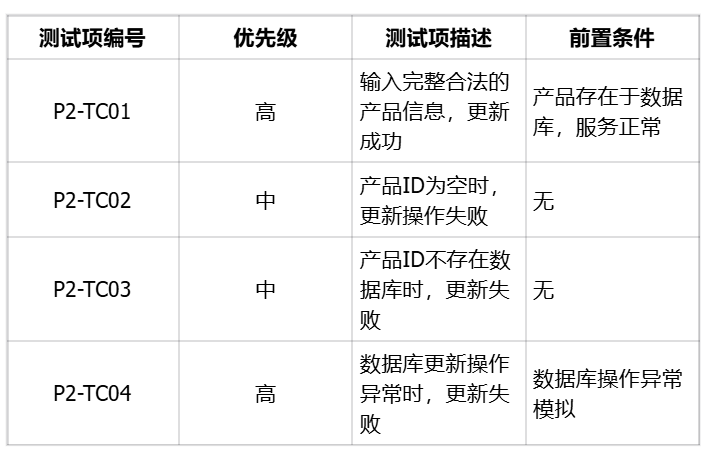 测试项编号 优先级 测试项描述 前置条件
P2-TC01 高 输入完整合法的
产品信息，更新
成功 产品存在于数据
库，服务正常
P2-TC02 中 产品ID为空时，
更新操作失败 无
P2-TC03 中 产品ID不存在数
据库时，更新失
败 无
P2-TC04 高 数据库更新操作
异常时，更新失
败 数据库操作异常
模拟